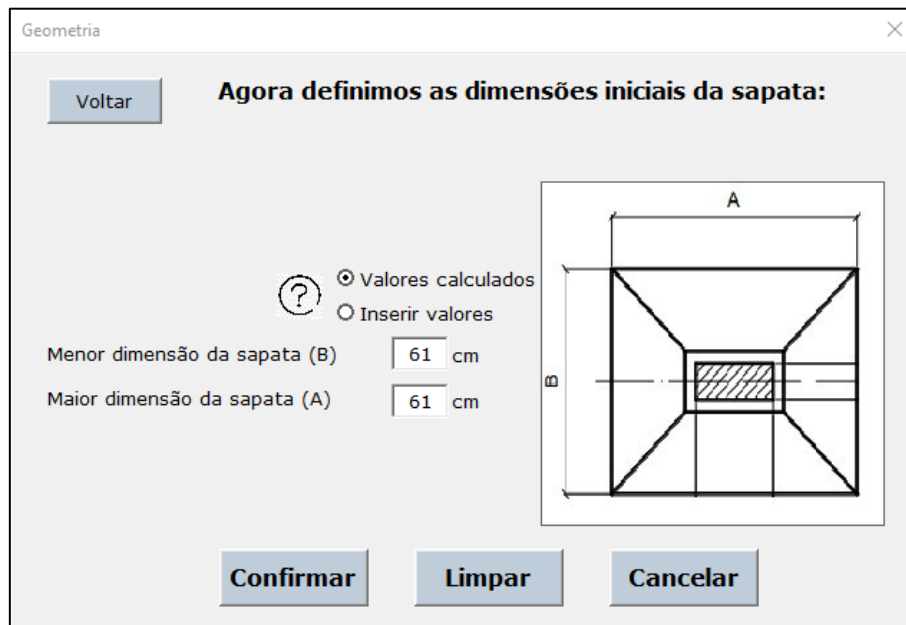 Geometria
Voltar
Agora definimos as dimensões iniciais da sapata:
A
B
?
Valores calculados
Inserir valores
Menor dimensão da sapata (B) 61 cm
Maior dimensão da sapata (A) 61 cm
Confirmar Limpar Cancelar